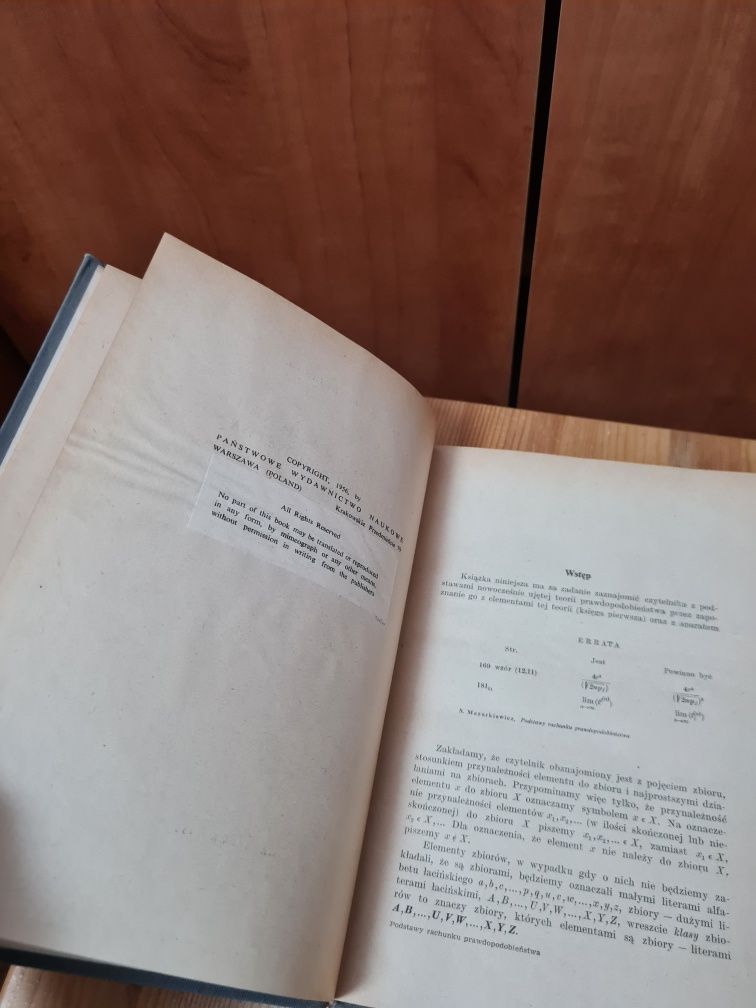 COPYRIGHT, 1956, by
PAŃSTWOWE WYDAWNICTWO NAUKOWE
WARSZAWA (POLAND) Krakowskie Przedmieście 79
All Rights Reserved
No part of this book may be translated or reproduced
in any form, by mimeograph or any other means,
without permission in writing from the publishers
Wstęp
Książka niniejsza ma za zadanie zaznajomić czytelnika z pod-
stawami nowocześnie ujętej teorii prawdopodobieństwa przez zapo-
znanie go z elementami tej teorii (księga pierwsza) oraz z aparatem
ERRATA
Str. Jest Powinno być
160 wzór (12.11)
S. Mazurkiewicz, Podstawy rachunku prawdopodobieństwa
Zakładamy, że czytelnik obznajomiony jest z pojęciem zbioru,
stosunkiem przynależności elementu do zbioru i najprostszymi dzia-
łaniami na zbiorach. Przypominamy więc tylko, że przynależność
elementu x do zbioru X oznaczamy symbolem x ϵ X. Na oznacze-
nie przynależności elementów x₁,x₂,... (w ilości skończonej lub nie-
skończonej) do zbioru X piszemy x₁,x₂,... ϵ X, zamiast x₁ ϵ X,
x₂ ϵ X,... Dla oznaczenia, że element x nie należy do zbioru X,
piszemy x ϵ̸ X.
Elementy zbiorów, w wypadku gdy o nich nie będziemy za-
kładali, że są zbiorami, będziemy oznaczali małymi literami alfa-
betu łacińskiego a,b,c,...,p,q,u,v,w,...,x,y,z, zbiory — dużymi li-
terami łacińskimi, A,B,...,U,V,W,...,X,Y,Z, wreszcie klasy zbio-
rów to znaczy zbiory, których elementami są zbiory — literami
A,B,...,U,V,W,...,X,Y,Z.
Podstawy rachunku prawdopodobieństwa